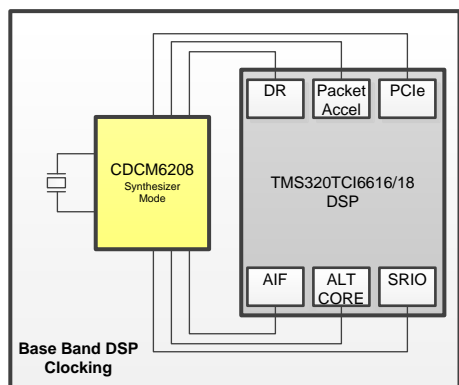 DR
Packet
Accel
PCIe
CDCM6208
Synthesizer
Mode
TMS320TCI6616/18
DSP
AIF
ALT
CORE
SRIO
Base Band DSP
Clocking